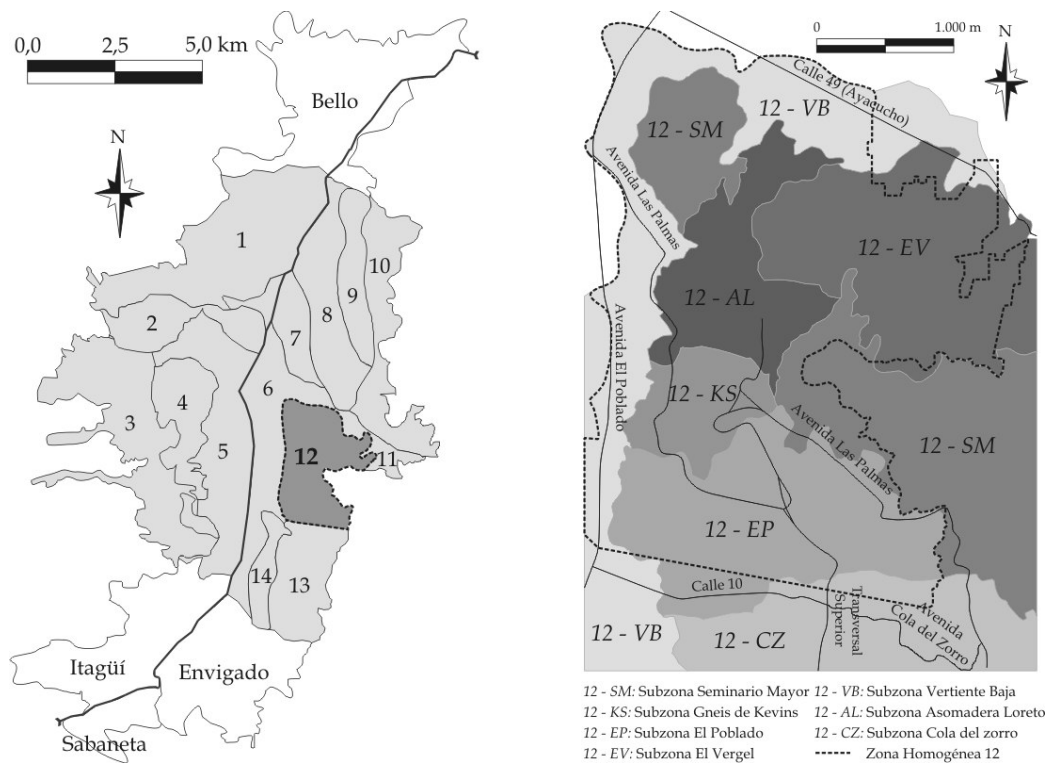 0,0 2,5 5,0 km
N
Bello
1
10
9
8
2
7
6
3
4
5
12
11
14
13
Itagüí
Envigado
Sabaneta
0 1.000 m
N
Calle 49 (Ayacucho)
12 - VB
12 - SM
Avenida Las Palmas
12 - EV
12 - AL
Avenida El Poblado
12 - KS
Avenida Las Palmas
12 - SM
12 - EP
Calle 10
Transversal
Superior
Avenida
Cola del Zorro
12 - VB
12 - CZ
12 - SM: Subzona Seminario Mayor 12 - VB: Subzona Vertiente Baja
12 - KS: Subzona Gneis de Kevins 12 - AL: Subzona Asomadera Loreto
12 - EP: Subzona El Poblado 12 - CZ: Subzona Cola del zorro
12 - EV: Subzona El Vergel Zona Homogénea 12